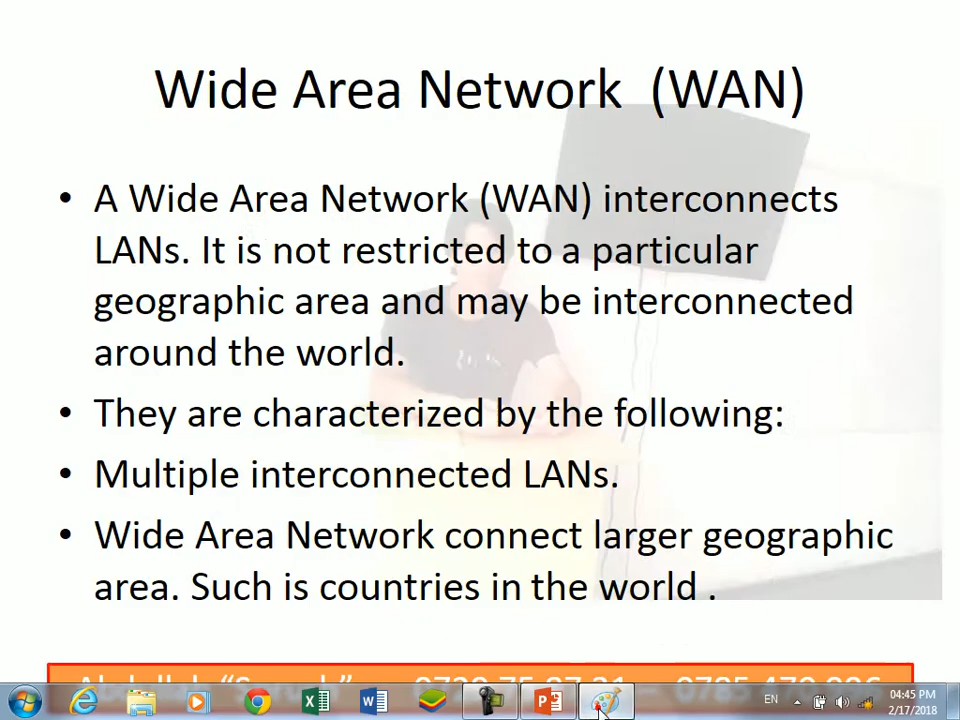 Wide Area Network (WAN)
• A Wide Area Network (WAN) interconnects
LANs. It is not restricted to a particular
geographic area and may be interconnected
around the world.
• They are characterized by the following:
• Multiple interconnected LANs.
• Wide Area Network connect larger geographic
area. Such is countries in the world .
EN
04:45 PM
2/17/2018